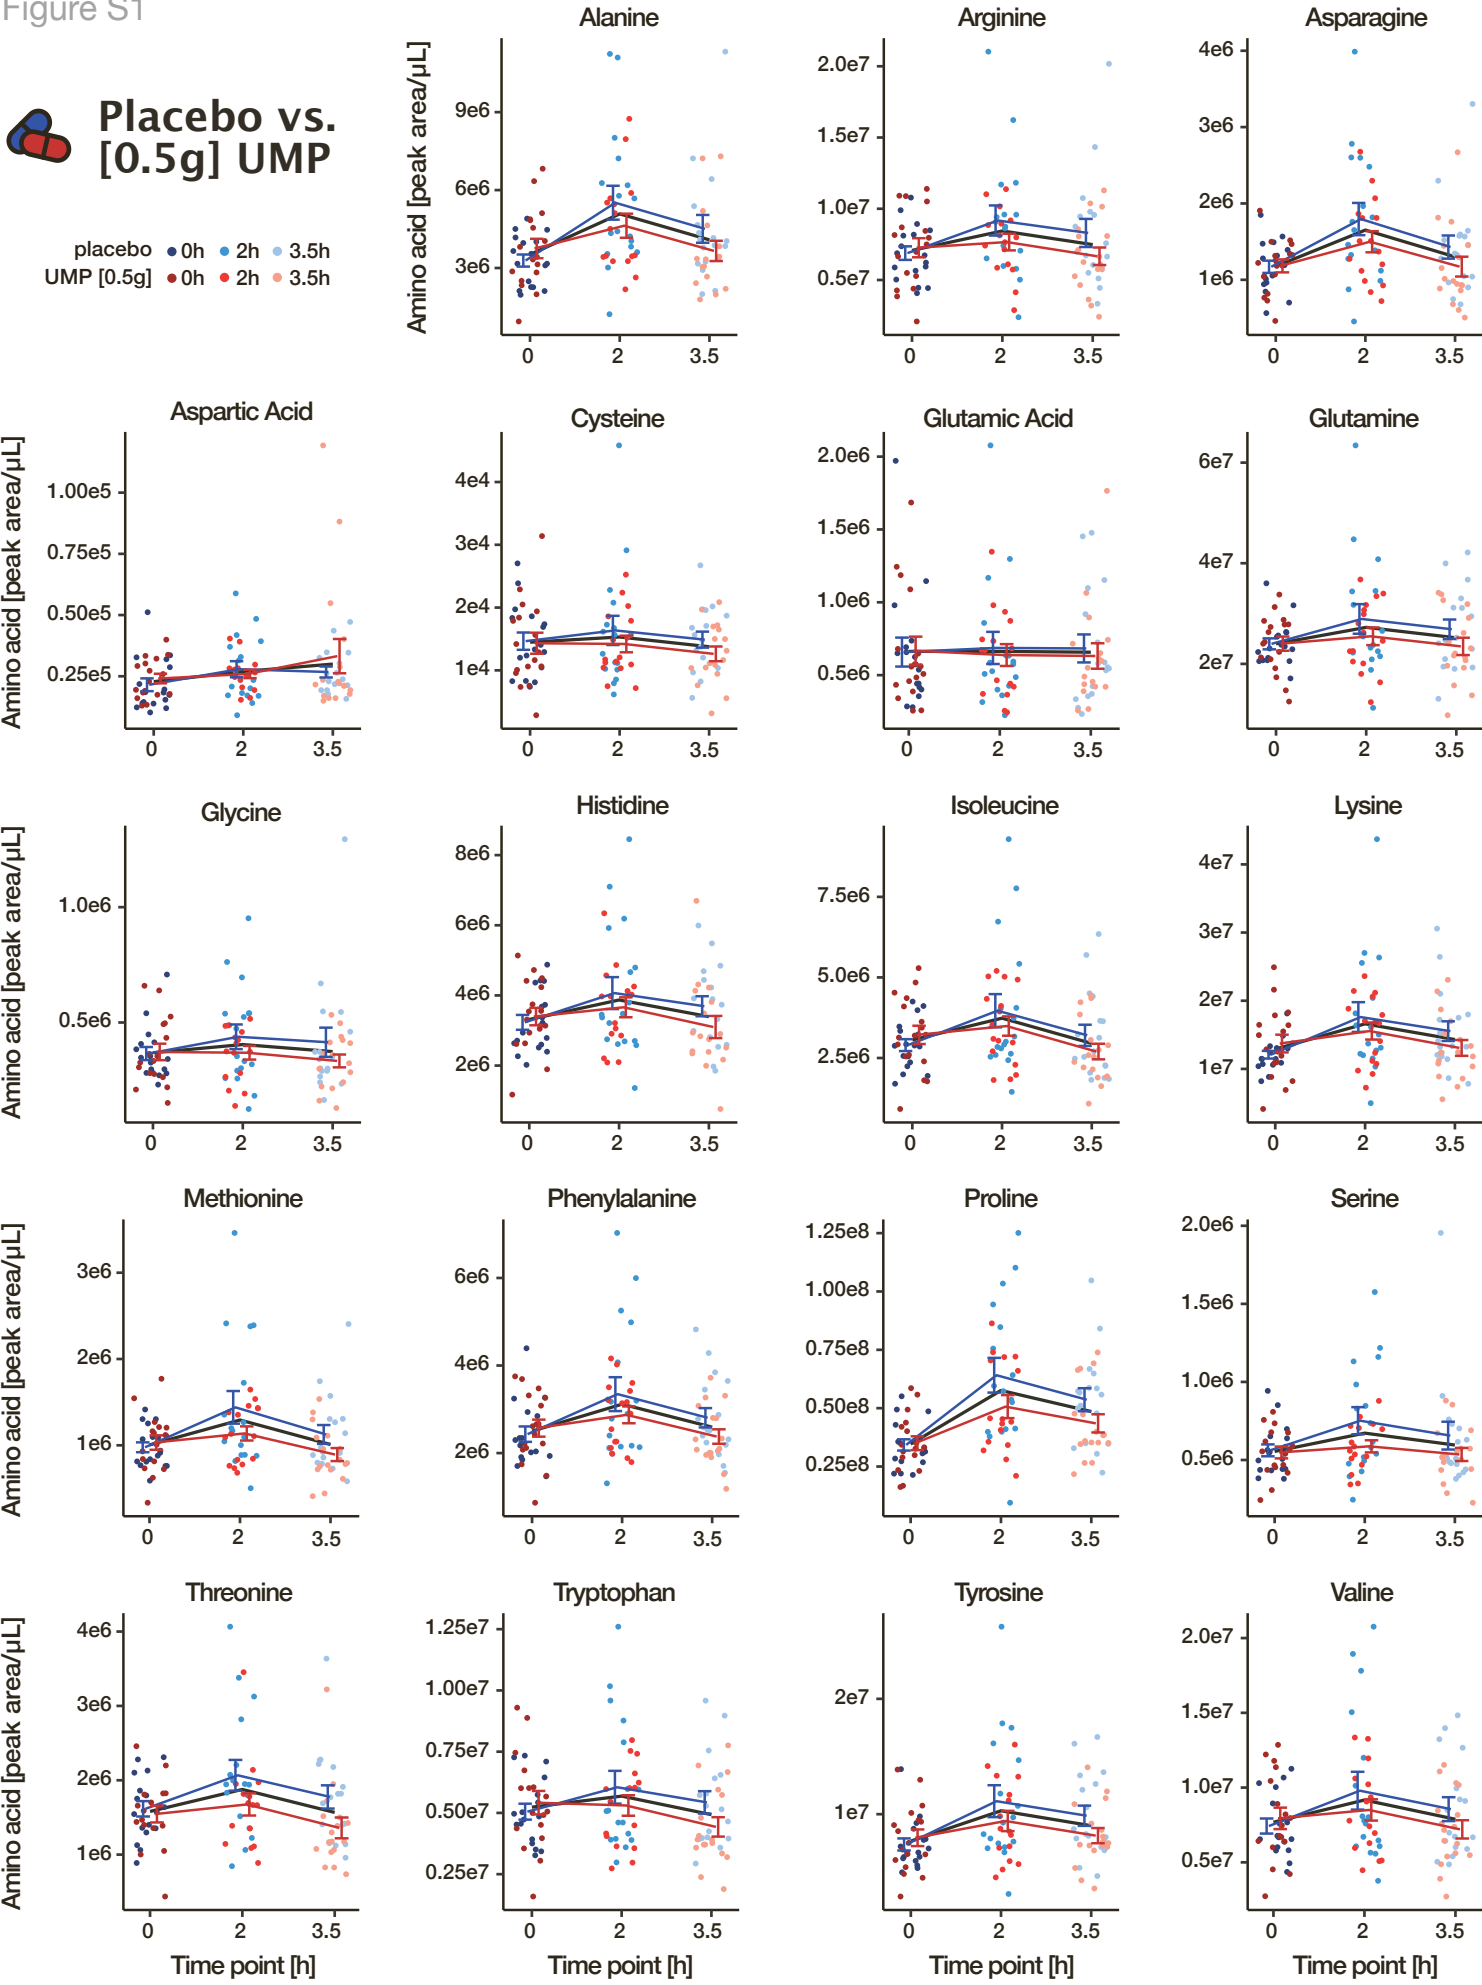 Figure S1
Placebo vs.
[0.5g] UMP
placebo 0h 2h 3.5h
UMP [0.5g] 0h 2h 3.5h
Alanine
Amino acid [peak area/µL]
9e6
6e6
3e6
0 2 3.5
Arginine
2.0e7
1.5e7
1.0e7
0.5e7
0 2 3.5
Asparagine
4e6
3e6
2e6
1e6
0 2 3.5
Aspartic Acid
Amino acid [peak area/µL]
1.00e5
0.75e5
0.50e5
0.25e5
0 2 3.5
Cysteine
4e4
3e4
2e4
1e4
0 2 3.5
Glutamic Acid
2.0e6
1.5e6
1.0e6
0.5e6
0 2 3.5
Glutamine
6e7
4e7
2e7
0 2 3.5
Glycine
Amino acid [peak area/µL]
1.0e6
0.5e6
0 2 3.5
Histidine
8e6
6e6
4e6
2e6
0 2 3.5
Isoleucine
7.5e6
5.0e6
2.5e6
0 2 3.5
Lysine
4e7
3e7
2e7
1e7
0 2 3.5
Methionine
Amino acid [peak area/µL]
3e6
2e6
1e6
0 2 3.5
Phenylalanine
6e6
4e6
2e6
0 2 3.5
Proline
1.25e8
1.00e8
0.75e8
0.50e8
0.25e8
0 2 3.5
Serine
2.0e6
1.5e6
1.0e6
0.5e6
0 2 3.5
Threonine
Amino acid [peak area/µL]
4e6
3e6
2e6
1e6
0 2 3.5
Time point [h]
Tryptophan
1.25e7
1.00e7
0.75e7
0.50e7
0.25e7
0 2 3.5
Time point [h]
Tyrosine
2e7
1e7
0 2 3.5
Time point [h]
Valine
2.0e7
1.5e7
1.0e7
0.5e7
0 2 3.5
Time point [h]